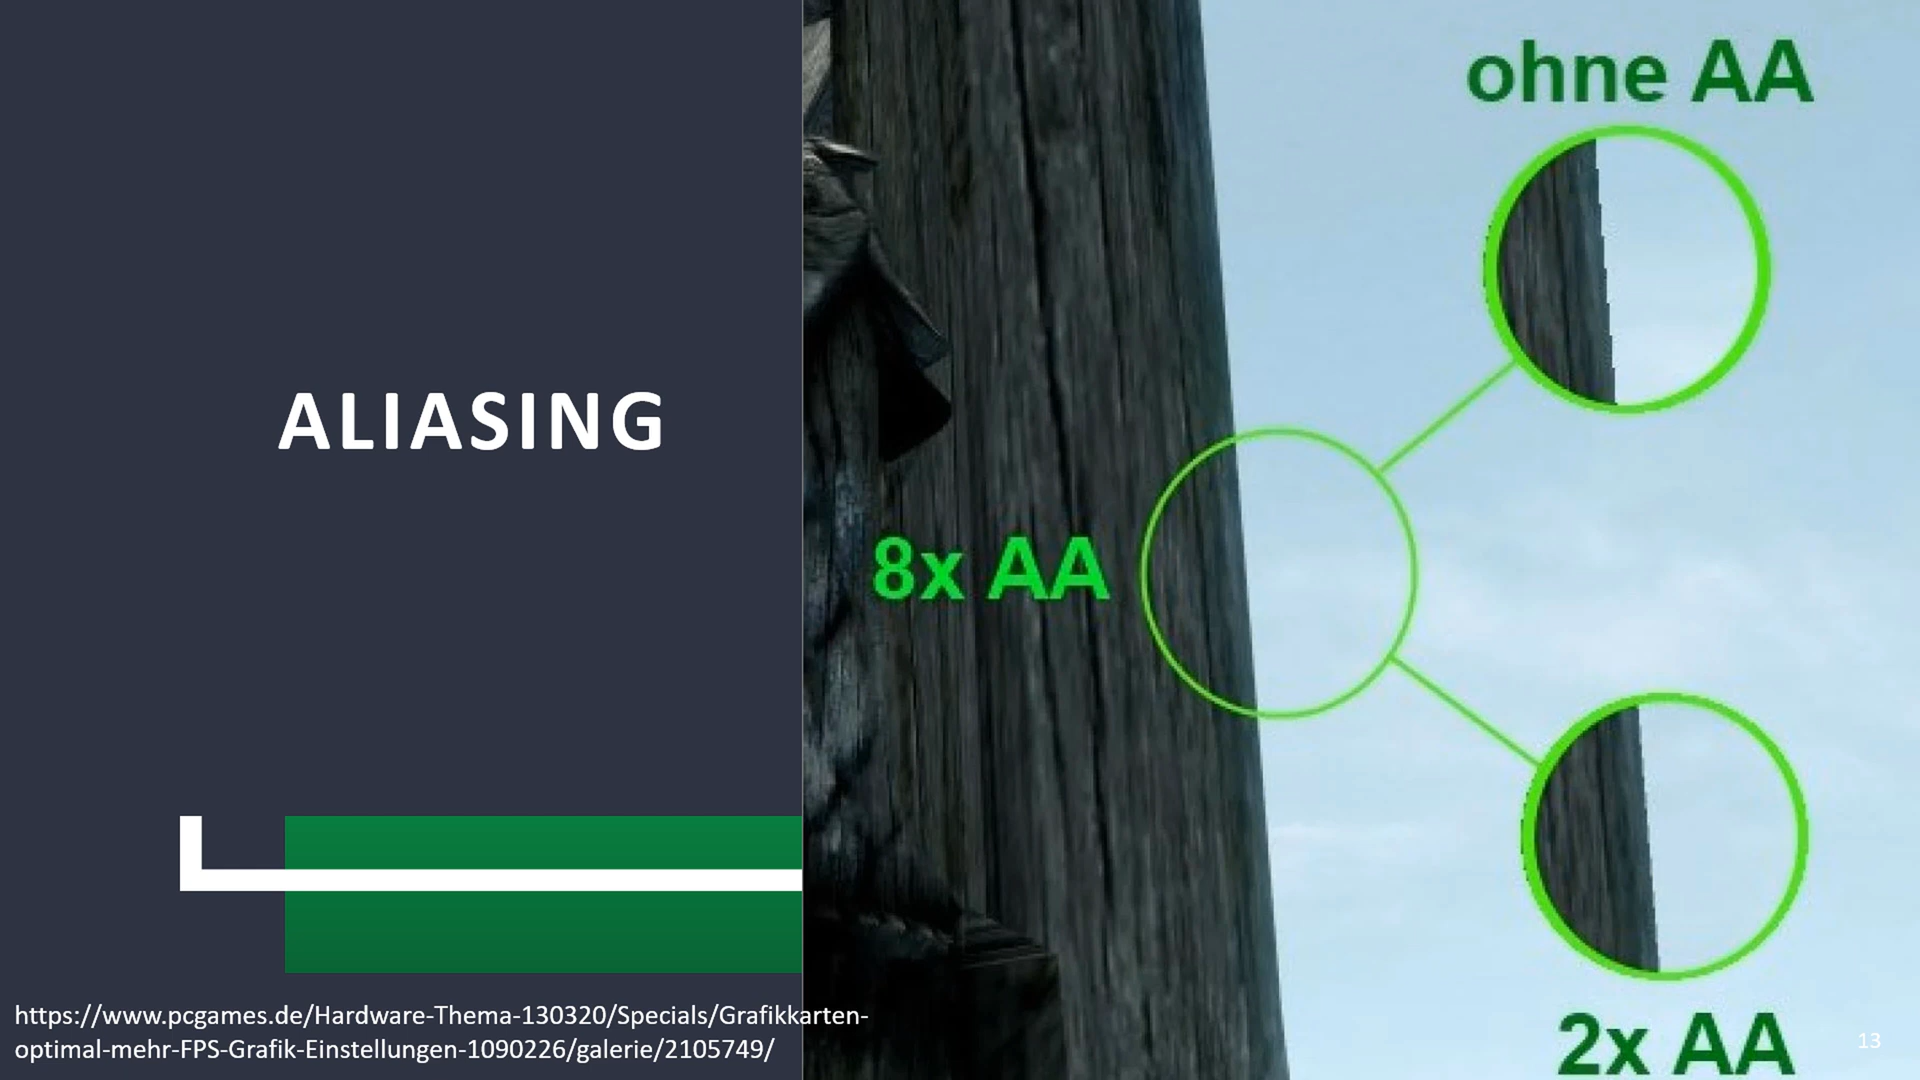 ALIASING
ohne AA
8x AA
2x AA
https://www.pcgames.de/Hardware-Thema-130320/Specials/Grafikkarten-
optimal-mehr-FPS-Grafik-Einstellungen-1090226/galerie/2105749/
13